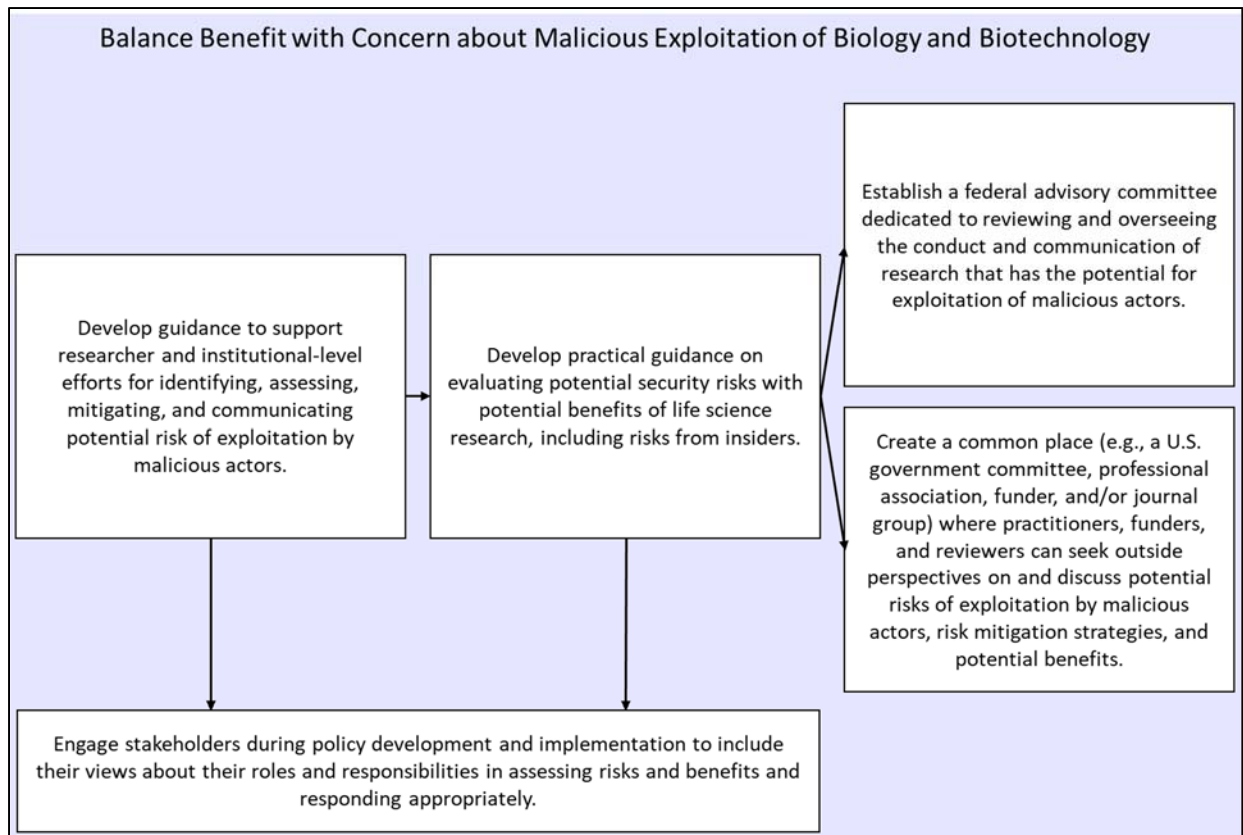 Balance Benefit with Concern about Malicious Exploitation of Biology and Biotechnology
Develop guidance to support
researcher and institutional-level
efforts for identifying, assessing,
mitigating, and communicating
potential risk of exploitation by
malicious actors.
Develop practical guidance on
evaluating potential security risks with
potential benefits of life science
research, including risks from insiders.
Establish a federal advisory committee
dedicated to reviewing and overseeing
the conduct and communication of
research that has the potential for
exploitation of malicious actors.
Create a common place (e.g., a U.S.
government committee, professional
association, funder, and/or journal
group) where practitioners, funders,
and reviewers can seek outside
perspectives on and discuss potential
risks of exploitation by malicious
actors, risk mitigation strategies, and
potential benefits.
Engage stakeholders during policy development and implementation to include
their views about their roles and responsibilities in assessing risks and benefits and
responding appropriately.